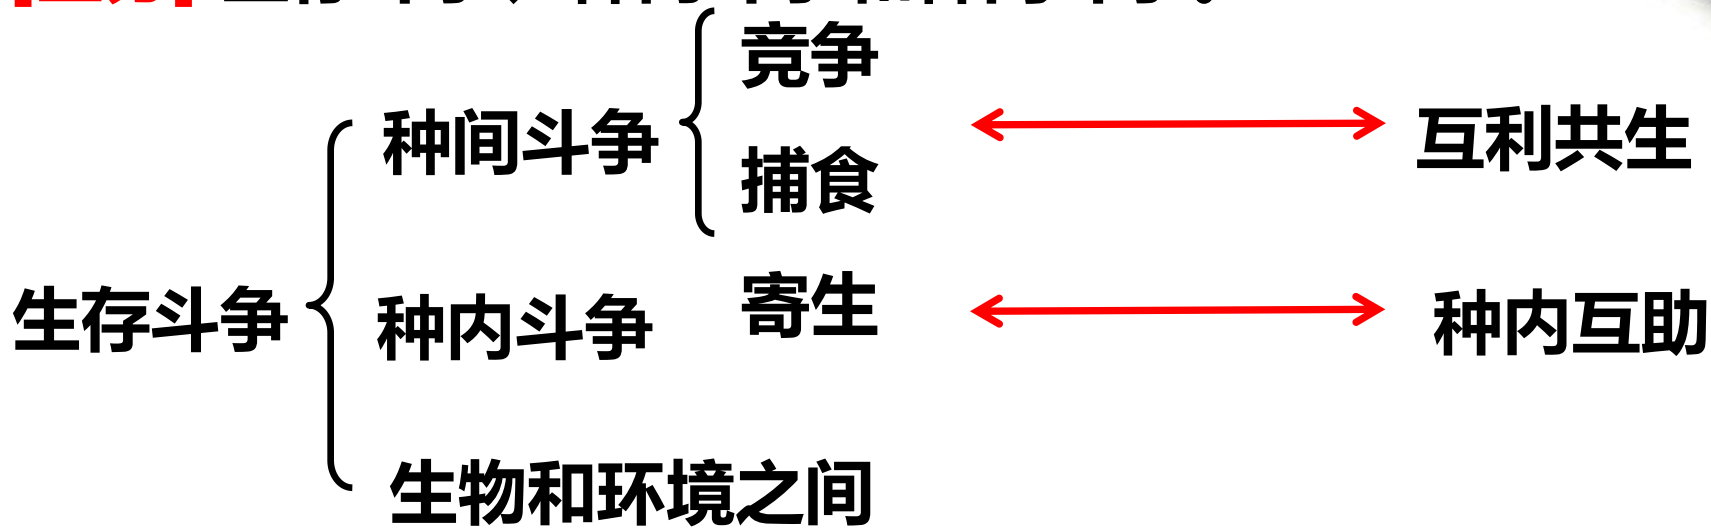 竞争
种间斗争
互利共生
捕食
生存斗争
种内斗争
寄生
种内互助
生物和环境之间